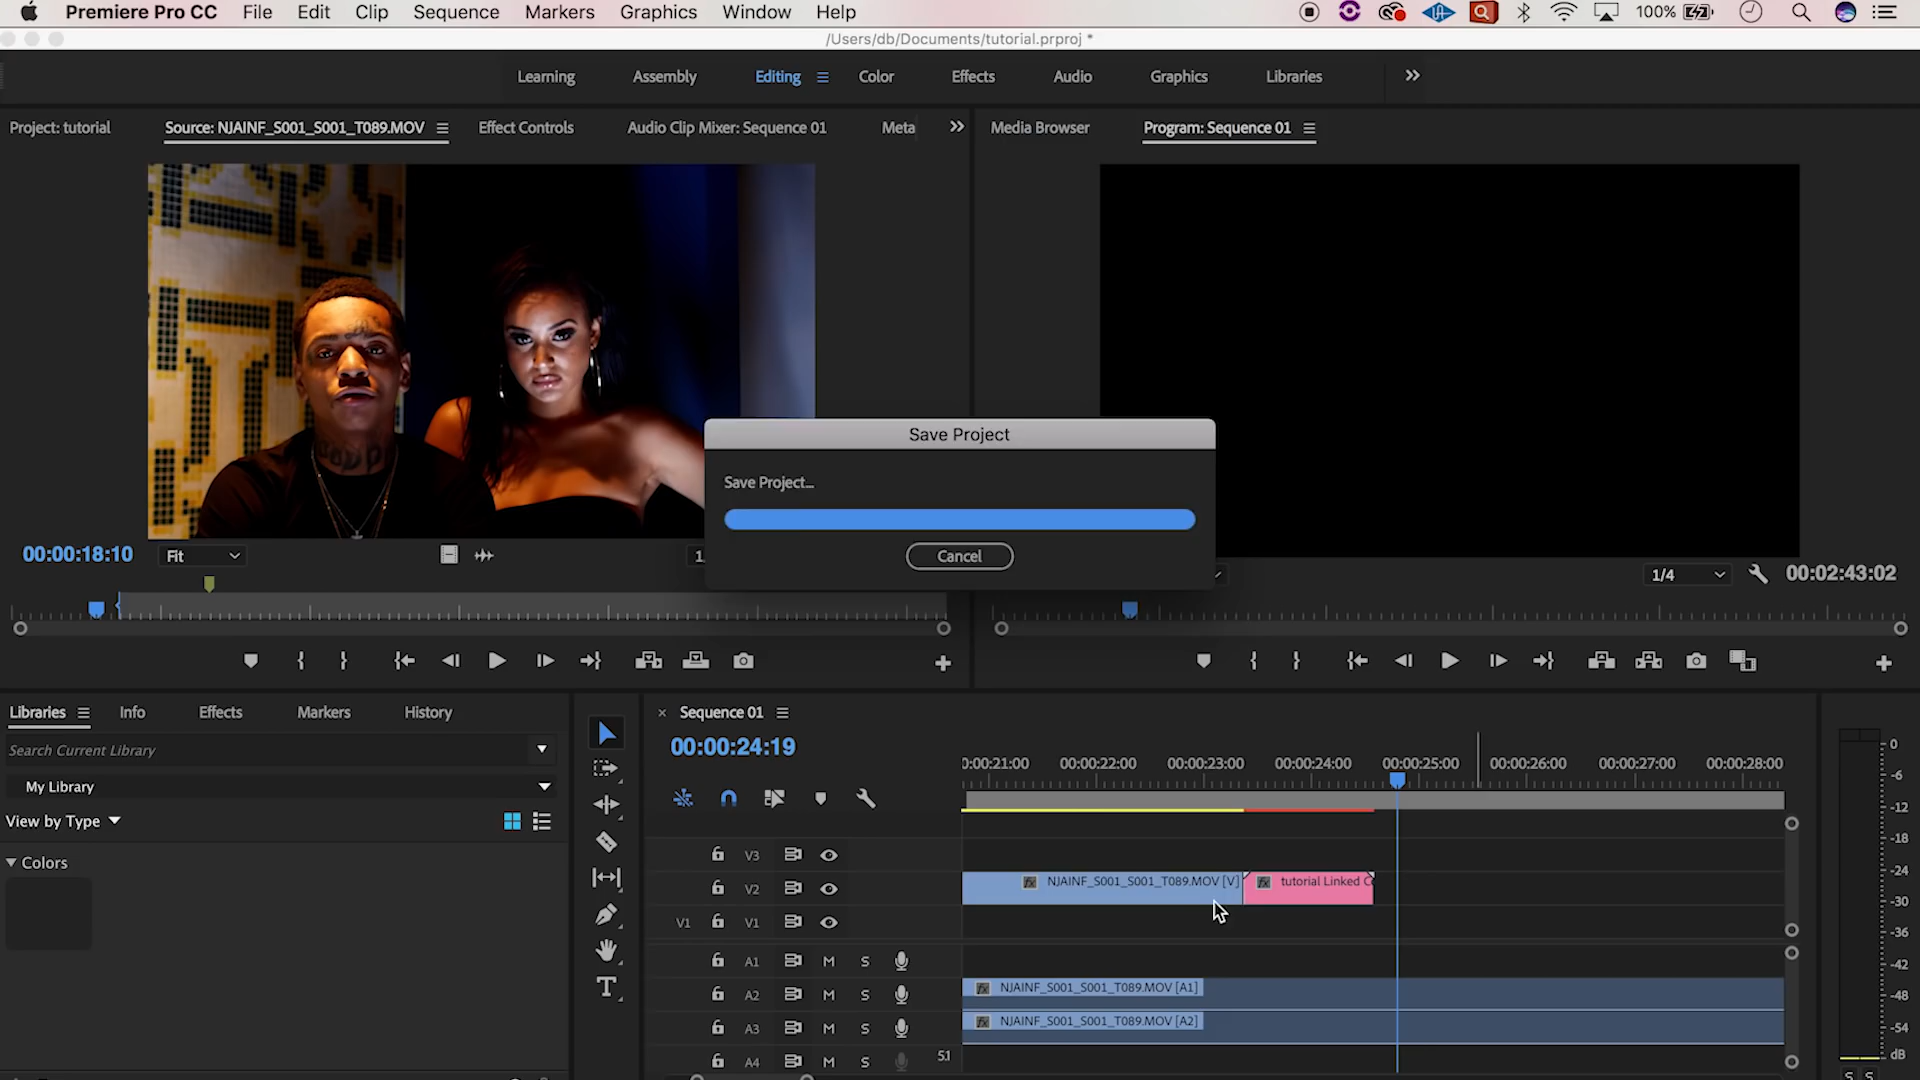 Premiere Pro CC File Edit Clip Sequence Markers Graphics Window Help 100%
/Users/db/Documents/tutorial.prproj *
Learning Assembly Editing Color Effects Audio Graphics Libraries
Project: tutorial Source: NJAINF_S001_S001_T089.MOV Effect Controls Audio Clip Mixer: Sequence 01 Meta Media Browser Program: Sequence 01
Save Project
Save Project...
Cancel
00:00:18:10 Fit 1/4 00:02:43:02
Libraries Info Effects Markers History
Search Current Library
My Library
View by Type
Colors
Sequence 01
00:00:24:19
0:00:21:00 00:00:22:00 00:00:23:00 00:00:24:00 00:00:25:00 00:00:26:00 00:00:27:00 00:00:28:00
V3
V2 fx NJAINF_S001_S001_T089.MOV [V] fx tutorial Linked C
V1 V1
A1 M S
A2 M S fx NJAINF_S001_S001_T089.MOV [A1]
A3 M S fx NJAINF_S001_S001_T089.MOV [A2]
A4 M S 5.1
0
-6
-12
-18
-24
-30
-36
-42
-48
-54
dB
S S